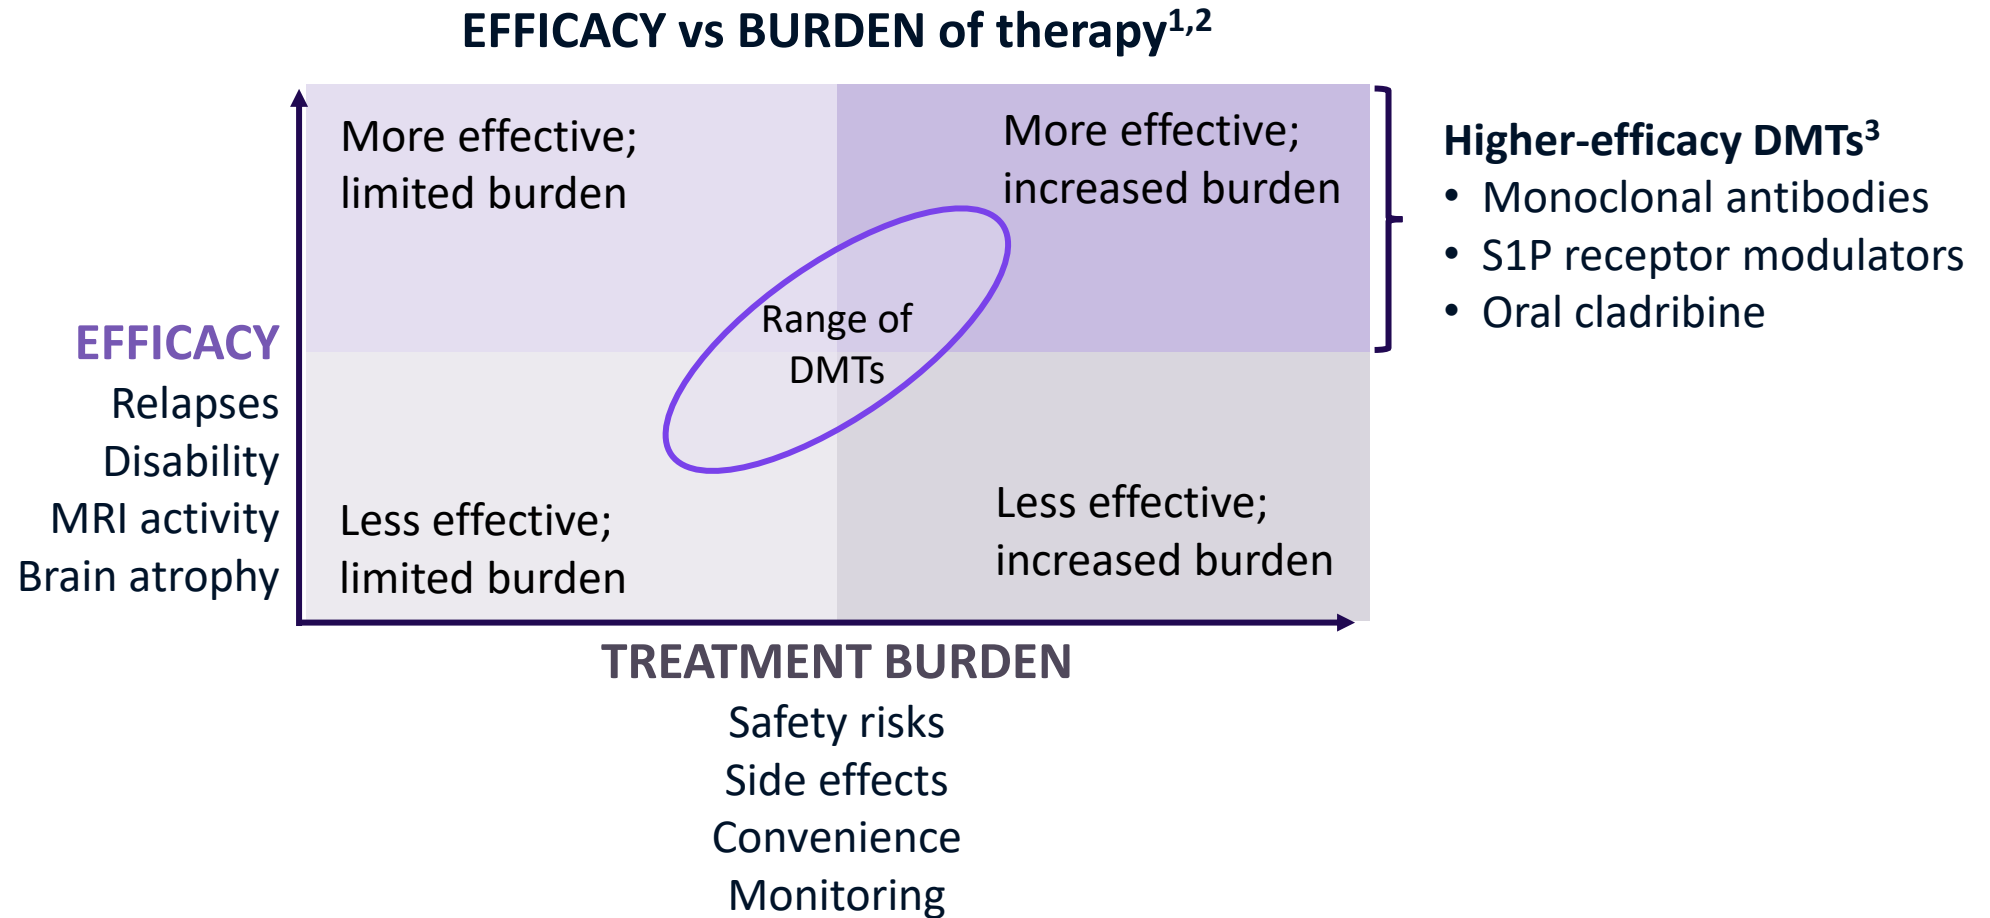 EFFICACY vs BURDEN of therapy1,2
More effective;
limited burden
More effective;
increased burden
Higher-efficacy DMTs3
• Monoclonal antibodies
• S1P receptor modulators
• Oral cladribine
Range of
DMTs
EFFICACY
Relapses
Disability
MRI activity
Brain atrophy
Less effective;
limited burden
Less effective;
increased burden
TREATMENT BURDEN
Safety risks
Side effects
Convenience
Monitoring